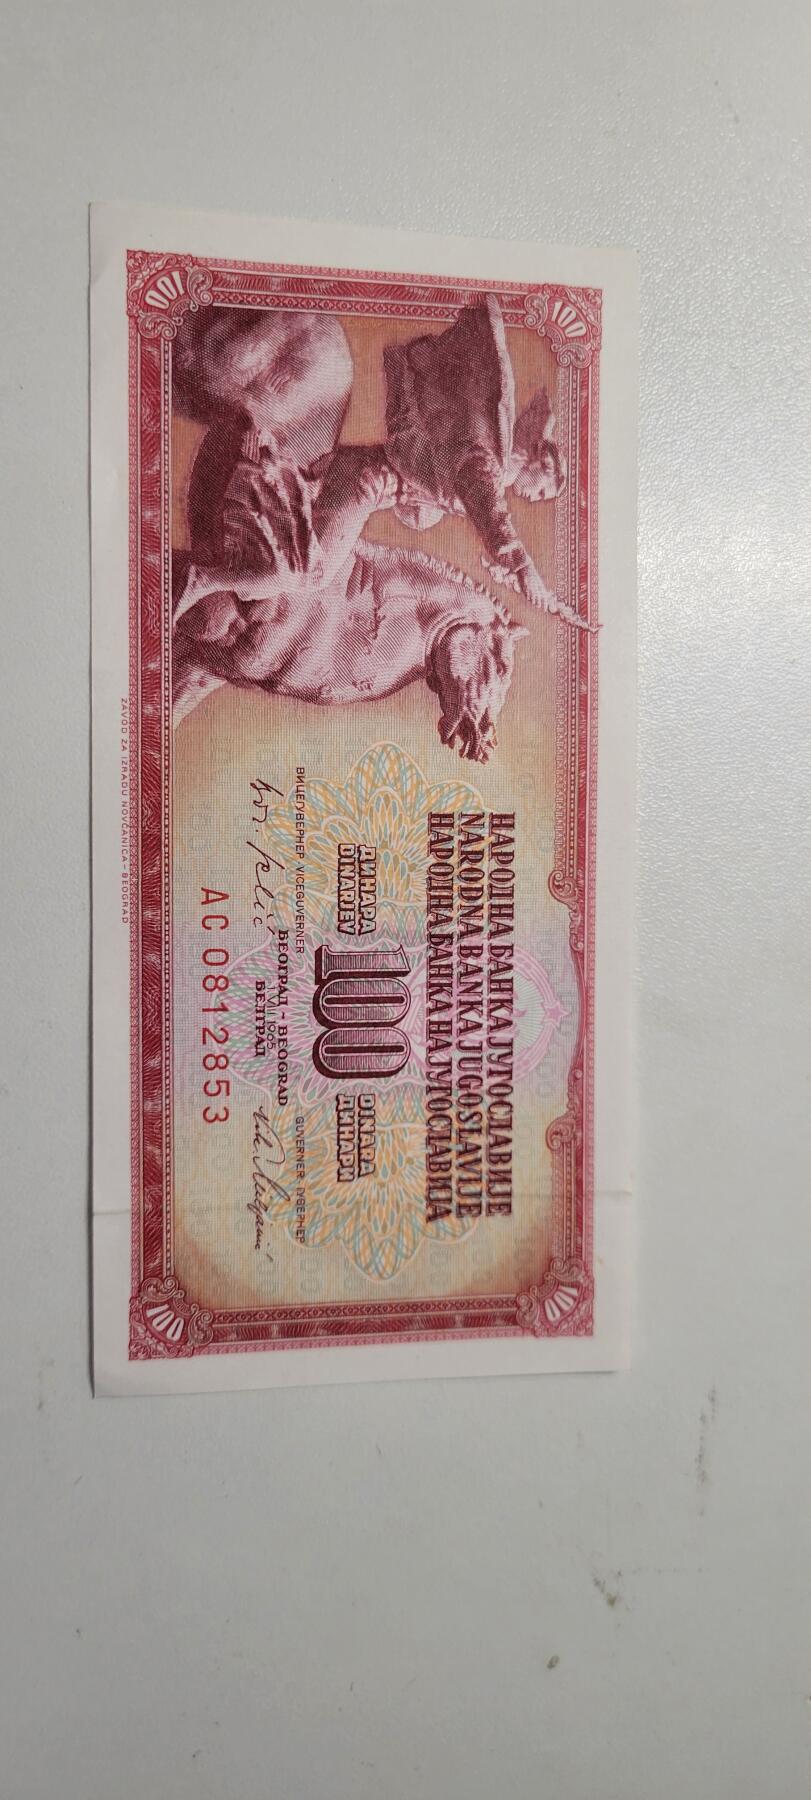 100
100
НАРОДНА БАНКА ЈУГОСЛАВИЈЕ
NARODNA BANKA JUGOSLAVIJE
НАРОДНА БАНКА НА ЈУГОСЛАВИЈА
ДИНАРА
DINARJEV
100
DINARA
ДИНАРИ
ВИЦЕГУВЕРНЕР - VICEGUVERNER
GUVERNER - ГУВЕРНЕР
БЕОГРАД - BEOGRAD
1 VIII 1965
БЕЛГРАД
AC 0812853
100
100
ZAVOD ZA IZRADU NOVČANICA - BEOGRAD